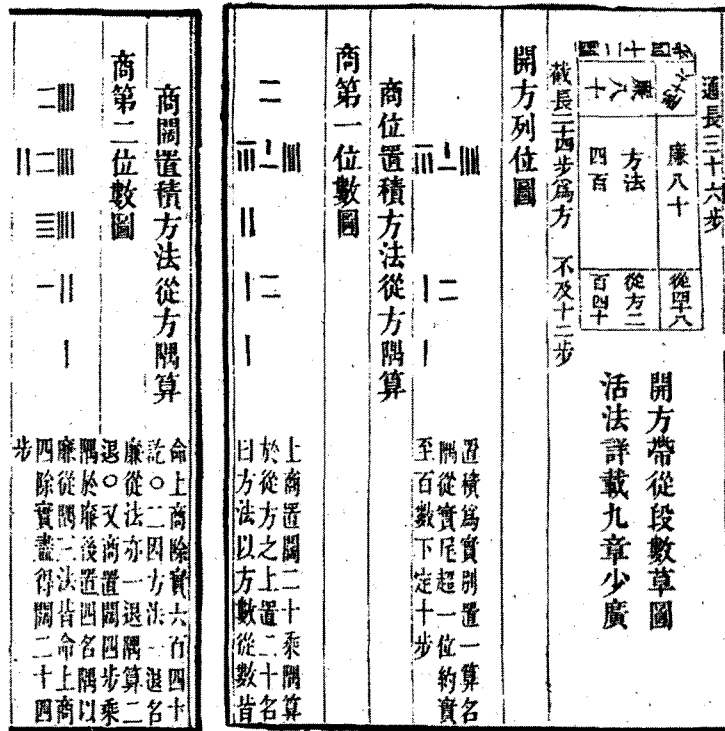 通長三十六步
廉八十
從四十八
方法
四百
從方二
百四十
廉八十
截長二十四步爲方 不及十二步
開方帶從段數草圖
活法詳載九章少廣
開方列位圖
置積爲實別置一算名
隅從實尾超一位約實
至百數下定十步
商位置積方法從方隅算
商第一位數圖
上商置闊二十乘隅算
於從方之上置二十名
曰方法以方數從數皆
命上商除實六百四十
訖○二四方法一退名
廉從法亦一退隅算二
退○又商置闊四步乘
隅於廉後置四名隅以
廉從隅三法皆命上商
四除實盡得闊二十四
步
商闊置積方法從方隅算
商第二位數圖